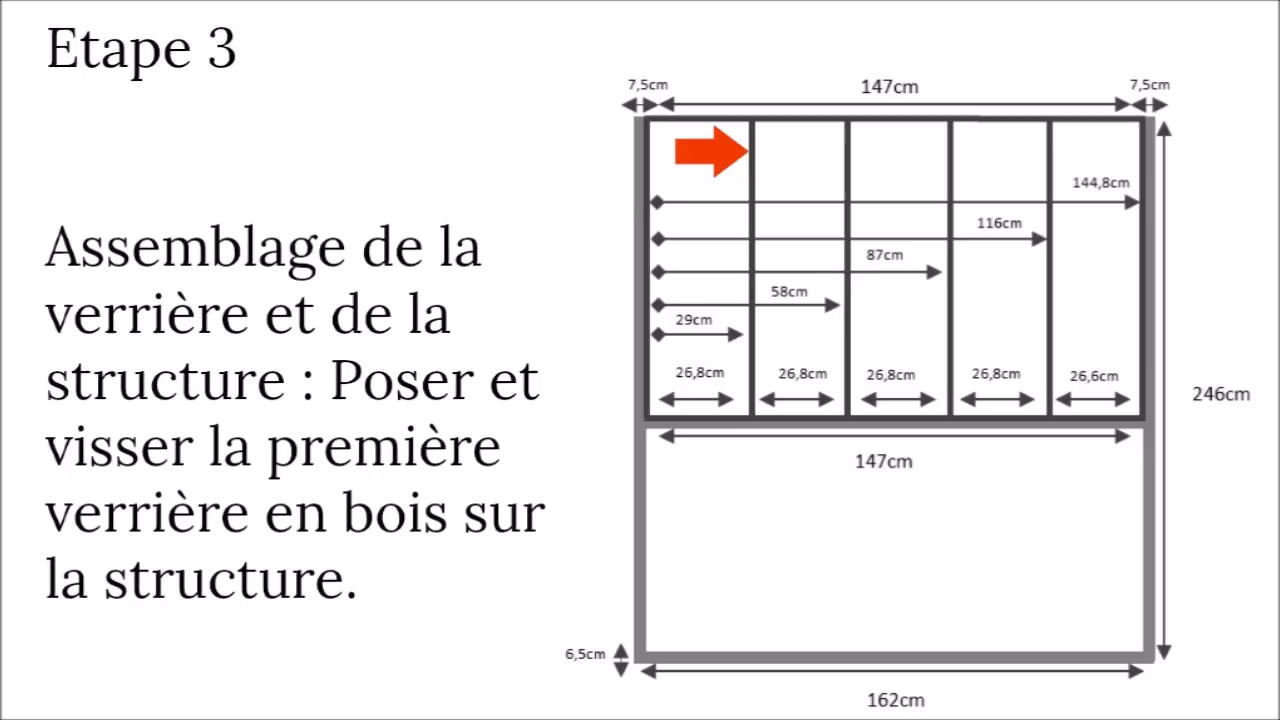 Etape 3
Assemblage de la
verrière et de la
structure : Poser et
visser la première
verrière en bois sur
la structure.
7,5cm
147cm
7,5cm
144,8cm
116cm
87cm
58cm
29cm
26,8cm
26,8cm
26,8cm
26,8cm
26,6cm
246cm
147cm
6,5cm
162cm